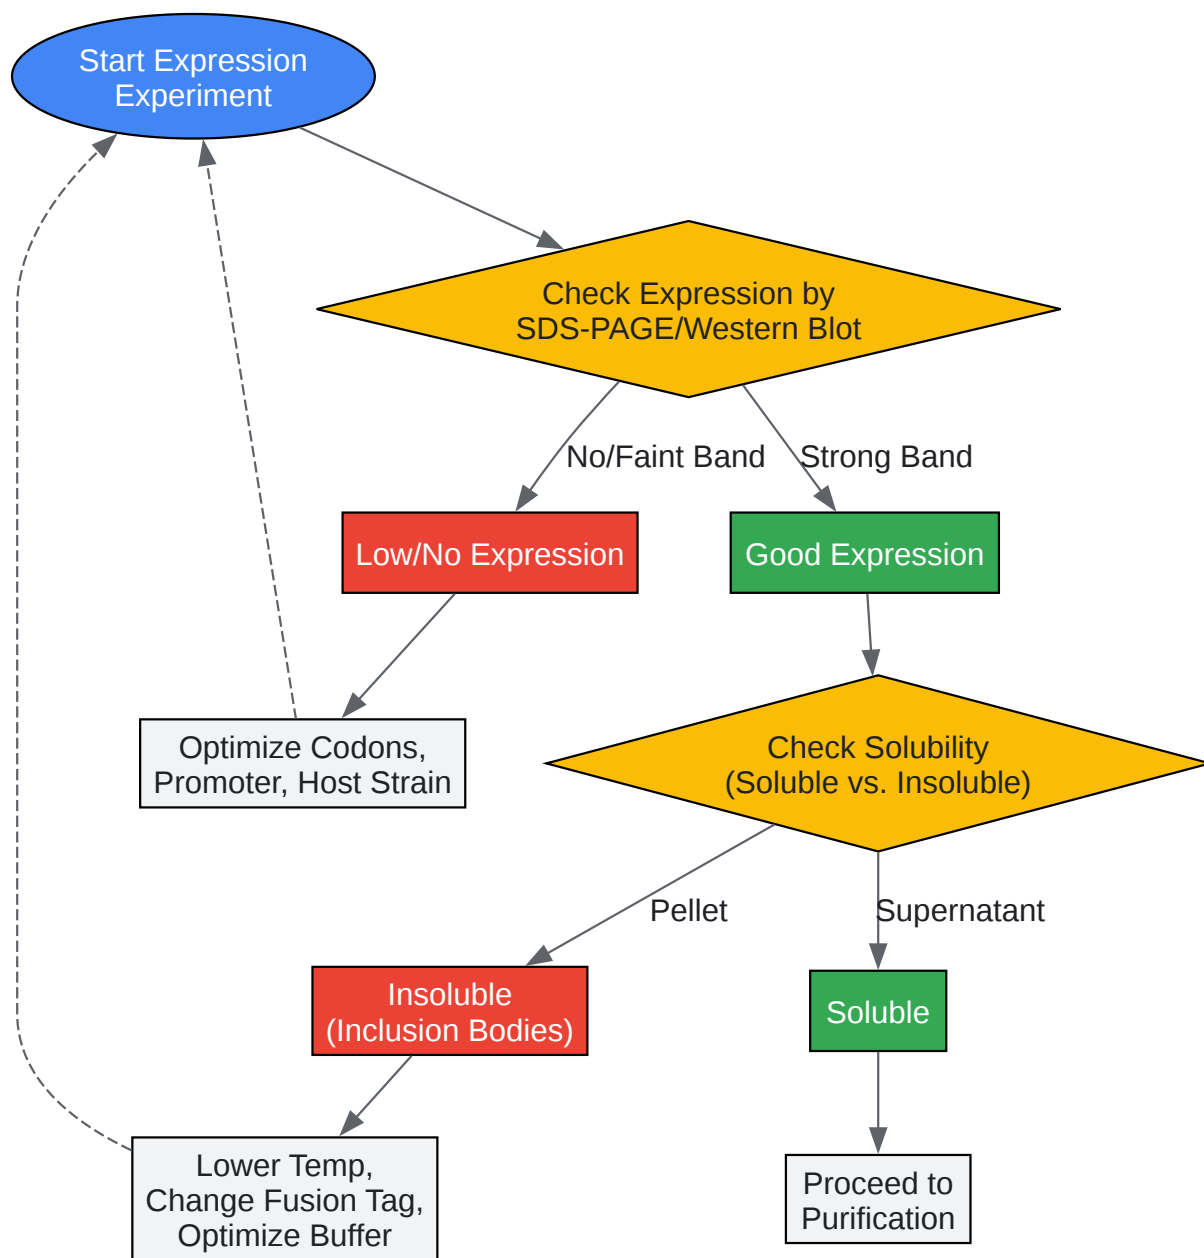 Start Expression
Experiment
Check Expression by
SDS-PAGE/Western Blot
No/Faint Band
Strong Band
Low/No Expression
Good Expression
Optimize Codons,
Promoter, Host Strain
Check Solubility
(Soluble vs. Insoluble)
Pellet
Supernatant
Insoluble
(Inclusion Bodies)
Soluble
Lower Temp,
Change Fusion Tag,
Optimize Buffer
Proceed to
Purification